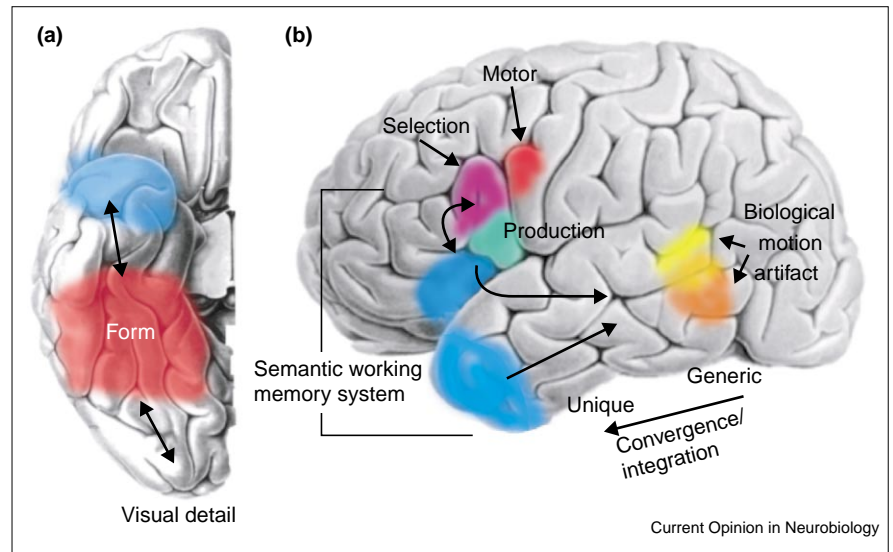 (a)
Form
Visual detail
(b)
Motor
Selection
Production
Biological
motion
artifact
Semantic working
memory system
Generic
Unique
Convergence/
integration
Current Opinion in Neurobiology